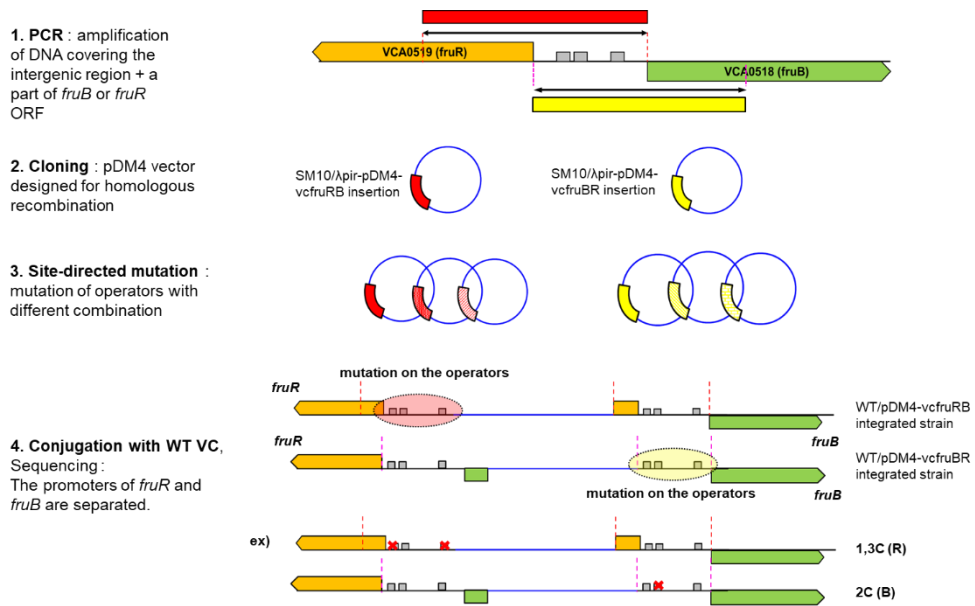 1. PCR : amplification
of DNA covering the
intergenic region + a
part of fruB or fruR
ORF
VCA0519 (fruR)
VCA0518 (fruB)
2. Cloning : pDM4 vector
designed for homologous
recombination
SM10/λpir-pDM4-
vcfruRB insertion
SM10/λpir-pDM4-
vcfruBR insertion
3. Site-directed mutation :
mutation of operators with
different combination
4. Conjugation with WT VC,
Sequencing :
The promoters of fruR and
fruB are separated.
mutation on the operators
fruR
fruB
WT/pDM4-vcfruRB
integrated strain
fruR
fruB
WT/pDM4-vcfruBR
integrated strain
mutation on the operators
ex)
1,3C (R)
2C (B)